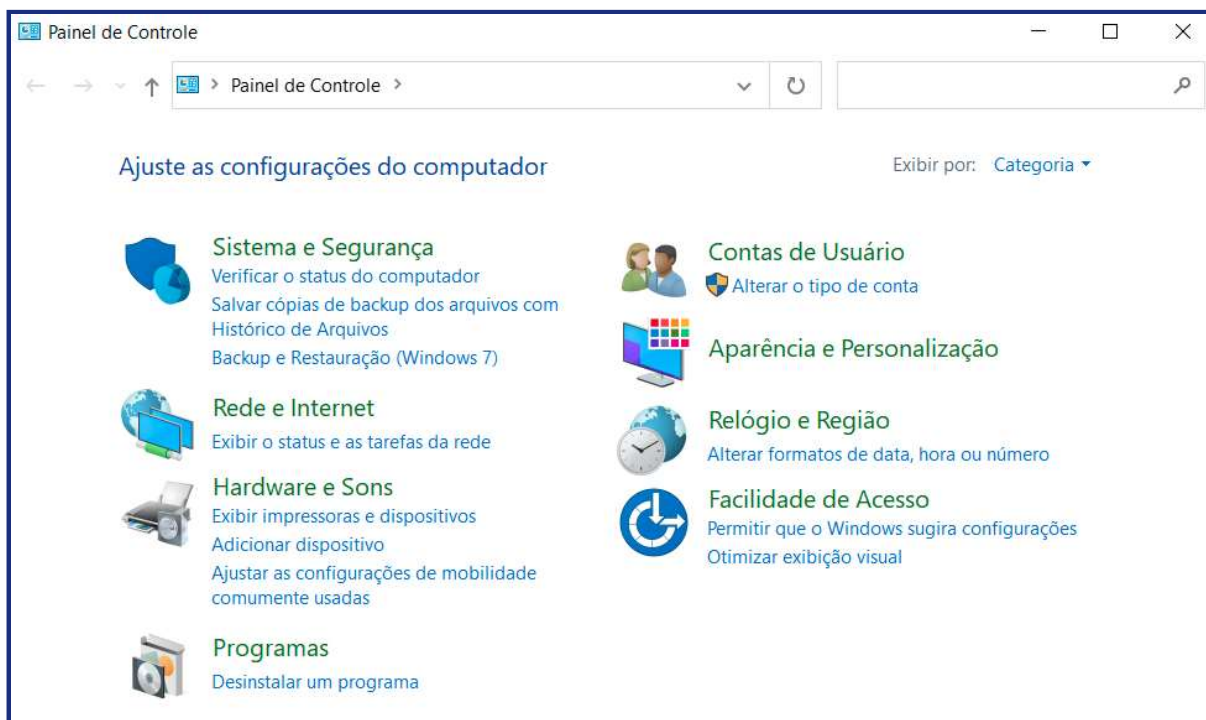 Painel de Controle
Painel de Controle
Ajuste as configurações do computador
Exibir por: Categoria
Sistema e Segurança
Verificar o status do computador
Salvar cópias de backup dos arquivos com
Histórico de Arquivos
Backup e Restauração (Windows 7)
Rede e Internet
Exibir o status e as tarefas da rede
Hardware e Sons
Exibir impressoras e dispositivos
Adicionar dispositivo
Ajustar as configurações de mobilidade
comumente usadas
Programas
Desinstalar um programa
Contas de Usuário
Alterar o tipo de conta
Aparência e Personalização
Relógio e Região
Alterar formatos de data, hora ou número
Facilidade de Acesso
Permitir que o Windows sugira configurações
Otimizar exibição visual